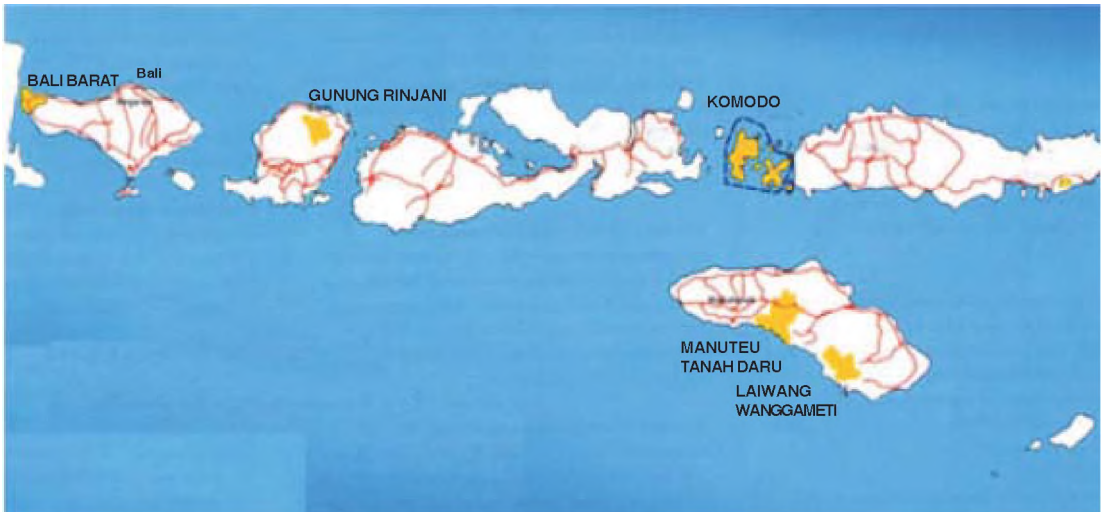 Bali
BALI BARAT
GUNUNG RINJANI
KOMODO
MANUTEU
TANAH DARU
LAIWANG
WANGGAMETI